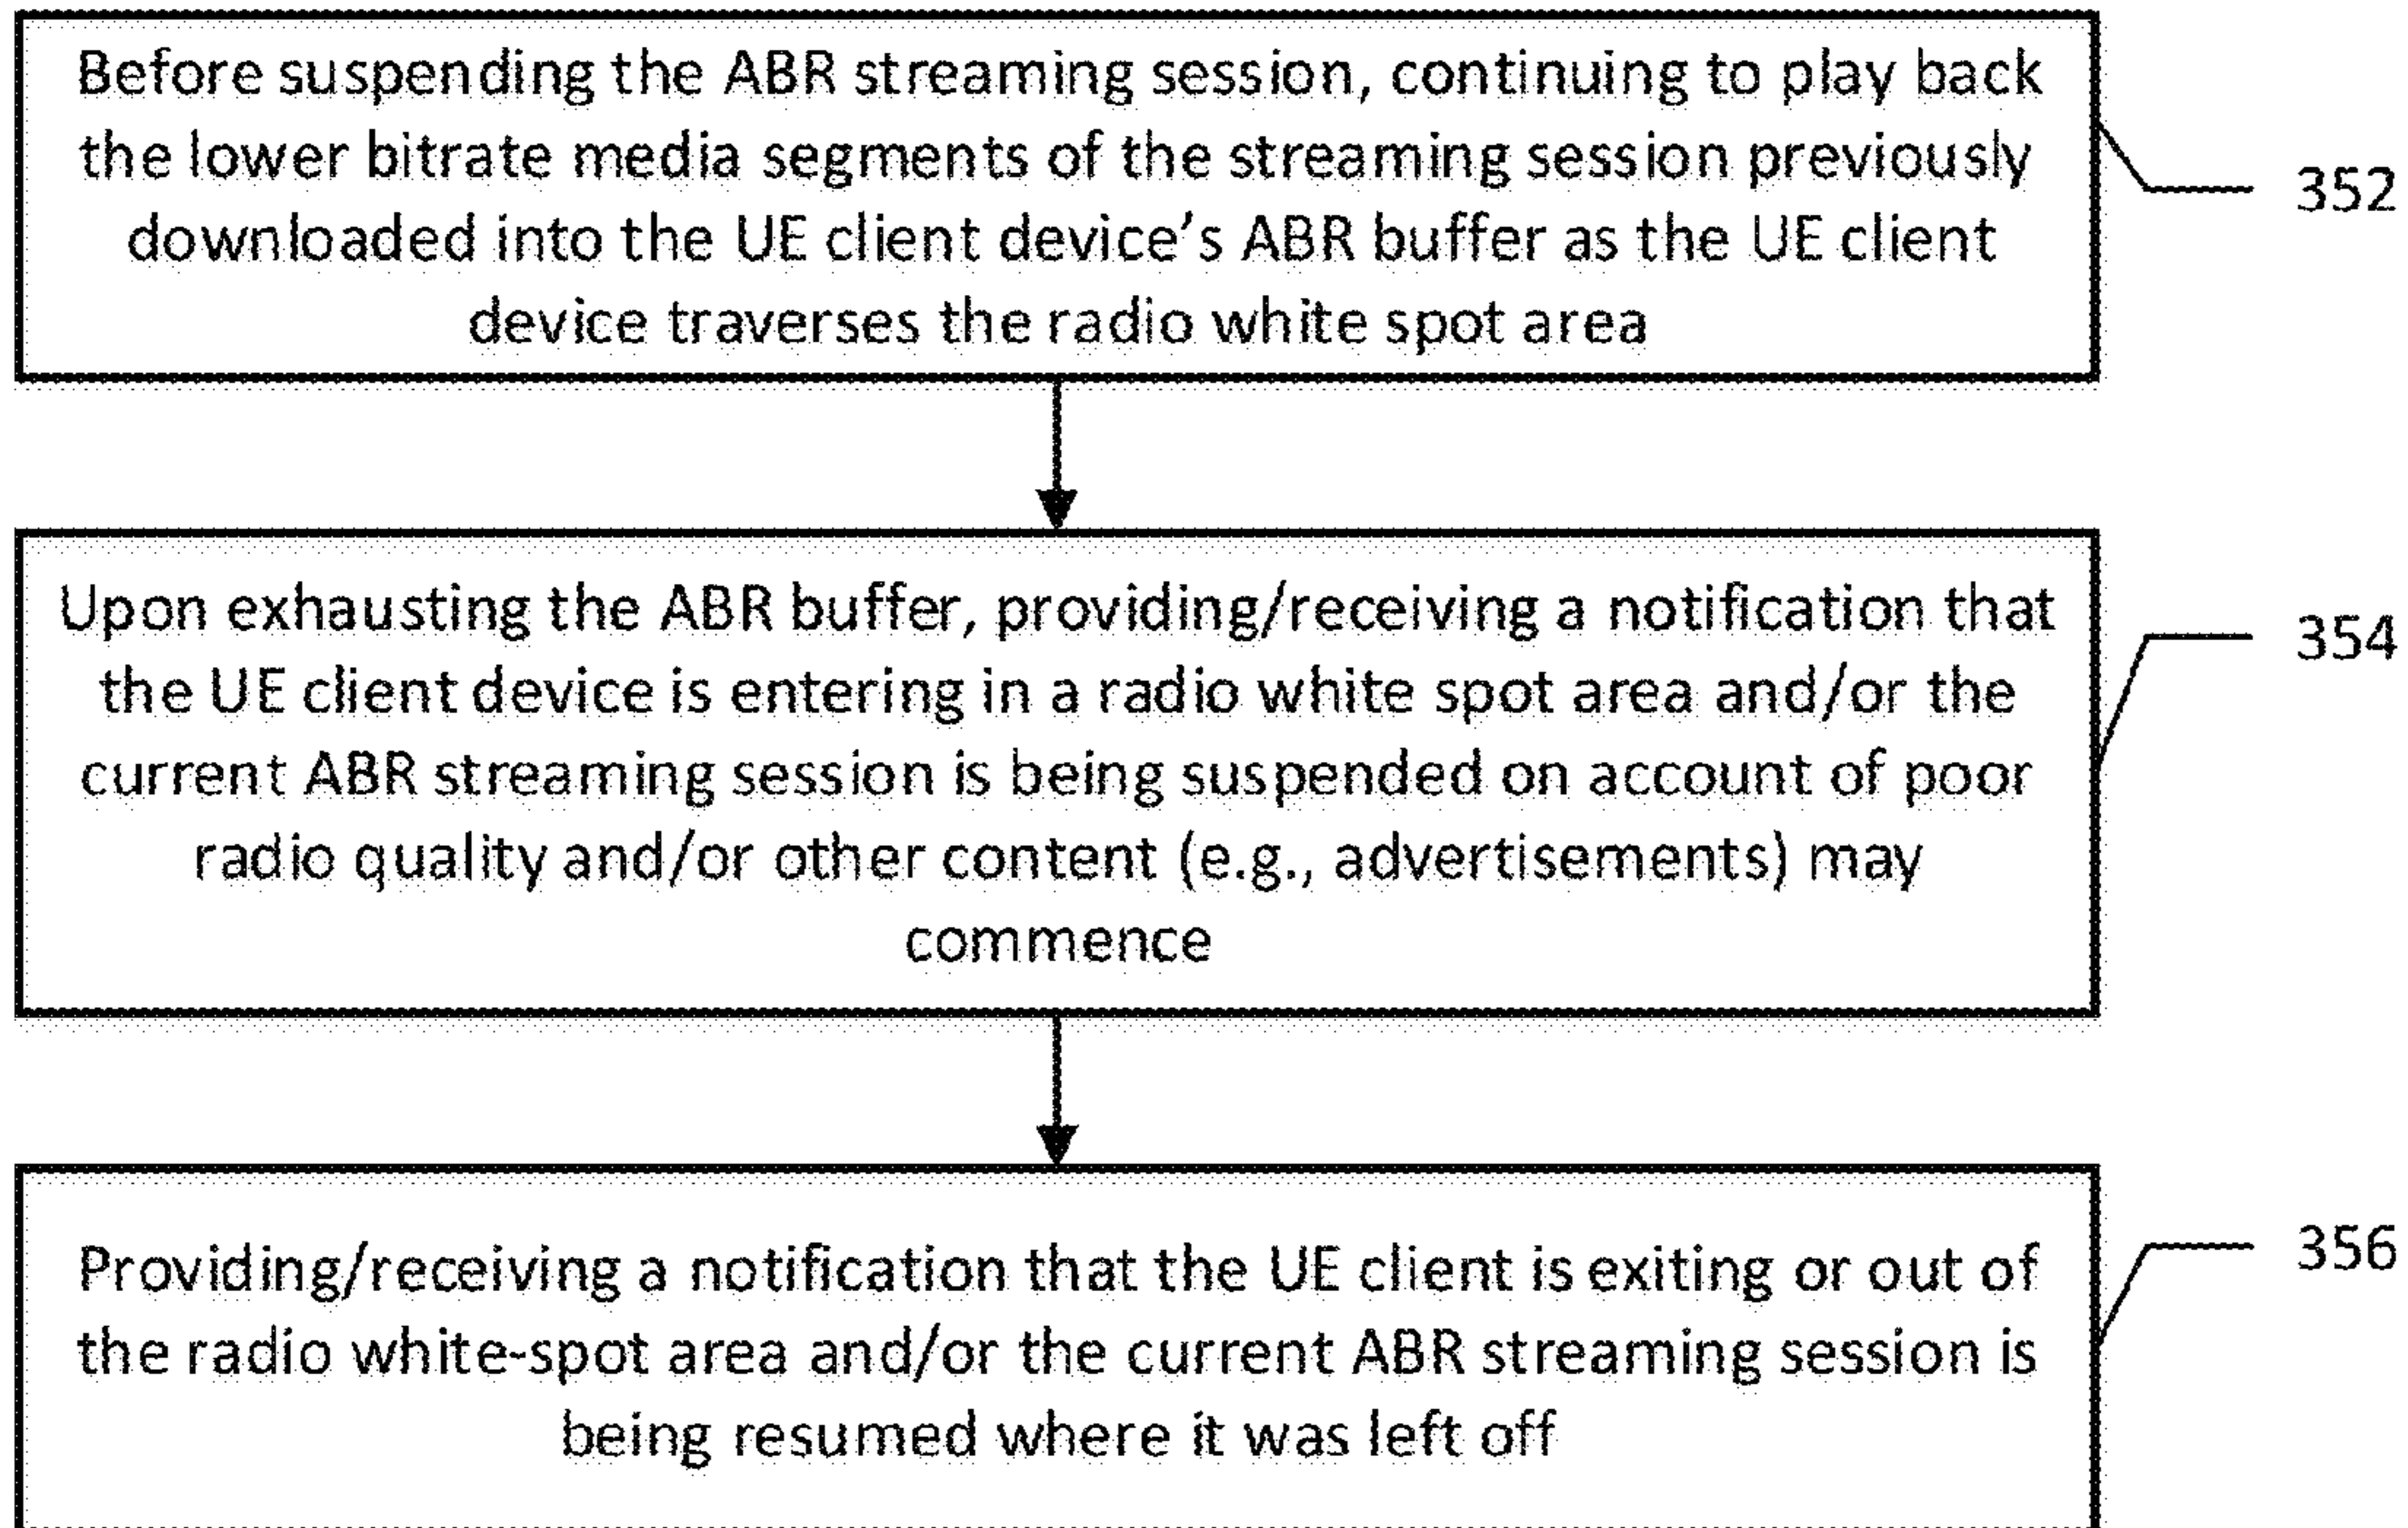 Before suspending the ABR streaming session, continuing to play back
the lower bitrate media segments of the streaming session previously
downloaded into the UE client device's ABR buffer as the UE client
device traverses the radio white spot area
352
Upon exhausting the ABR buffer, providing/receiving a notification that
the UE client device is entering in a radio white spot area and/or the
current ABR streaming session is being suspended on account of poor
radio quality and/or other content (e.g., advertisements) may
commence
354
Providing/receiving a notification that the UE client is exiting or out of
the radio white-spot area and/or the current ABR streaming session is
being resumed where it was left off
356